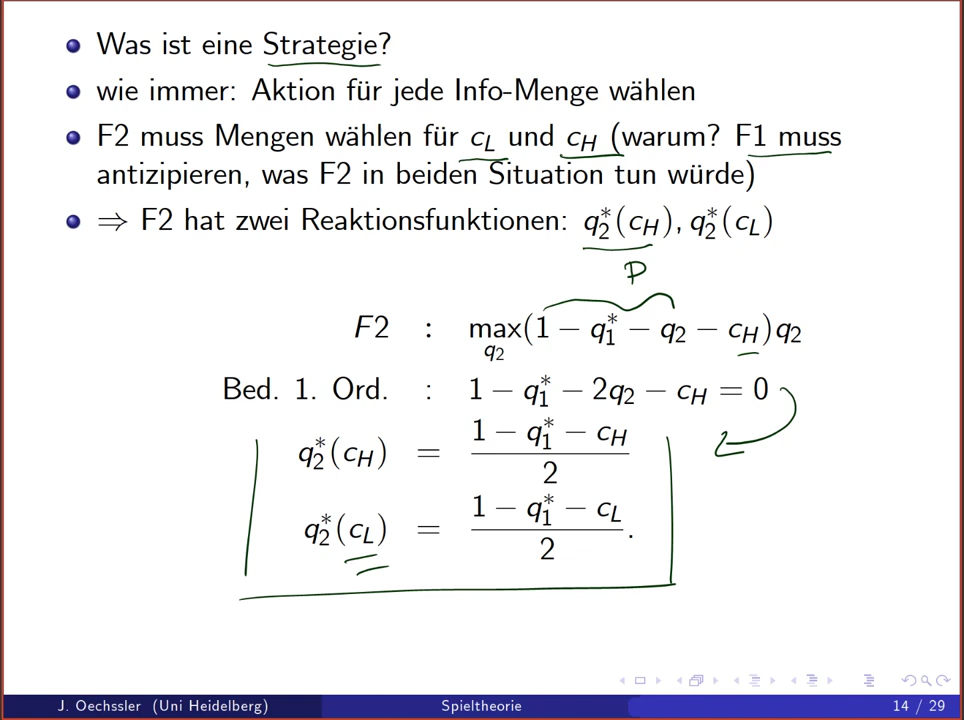 Was ist eine Strategie?
wie immer: Aktion für jede Info-Menge wählen
F2 muss Mengen wählen für c_L und c_H (warum? F1 muss
antizipieren, was F2 in beiden Situation tun würde)
⇒ F2 hat zwei Reaktionsfunktionen: q_2^*(c_H), q_2^*(c_L)
P
F2 : max_{q_2}(1 − q_1^* − q_2 − c_H)q_2
Bed. 1. Ord. : 1 − q_1^* − 2q_2 − c_H = 0
q_2^*(c_H) = \frac{1 − q_1^* − c_H}{2}
q_2^*(c_L) = \frac{1 − q_1^* − c_L}{2}.
J. Oechssler (Uni Heidelberg) Spieltheorie 14 / 29